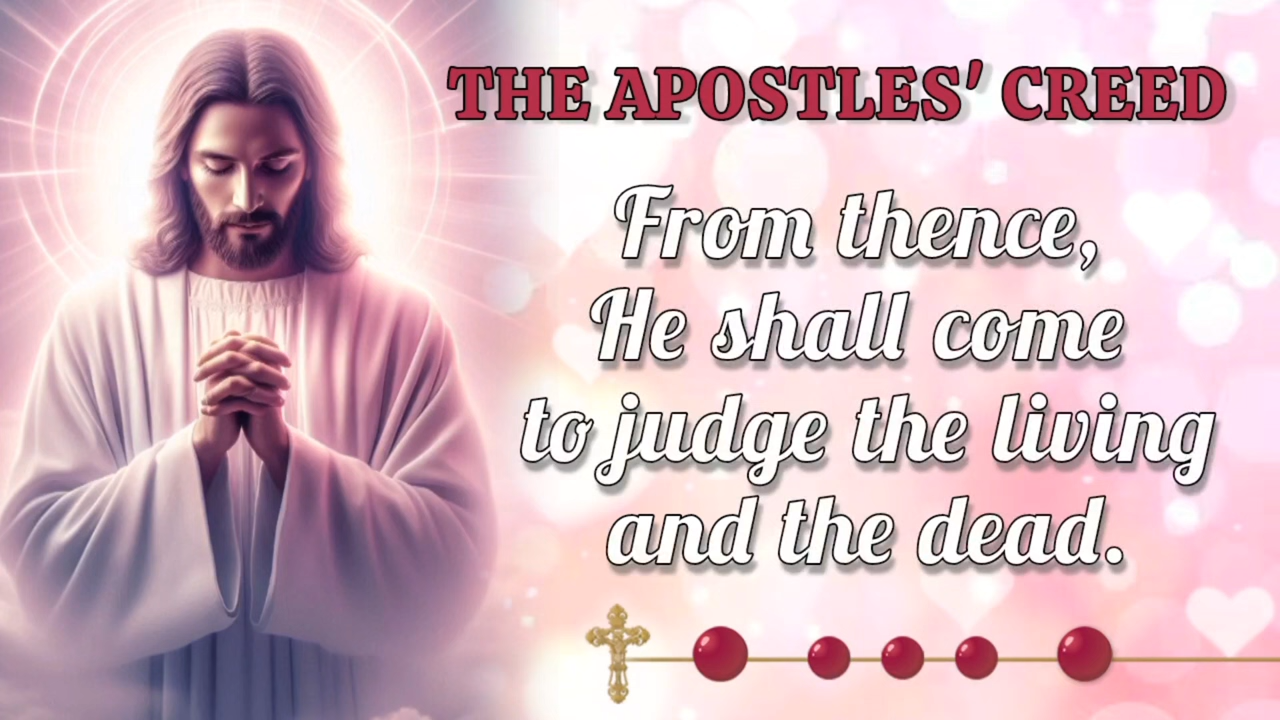 THE APOSTLES' CREED
From thence,
He shall come
to judge the living
and the dead.